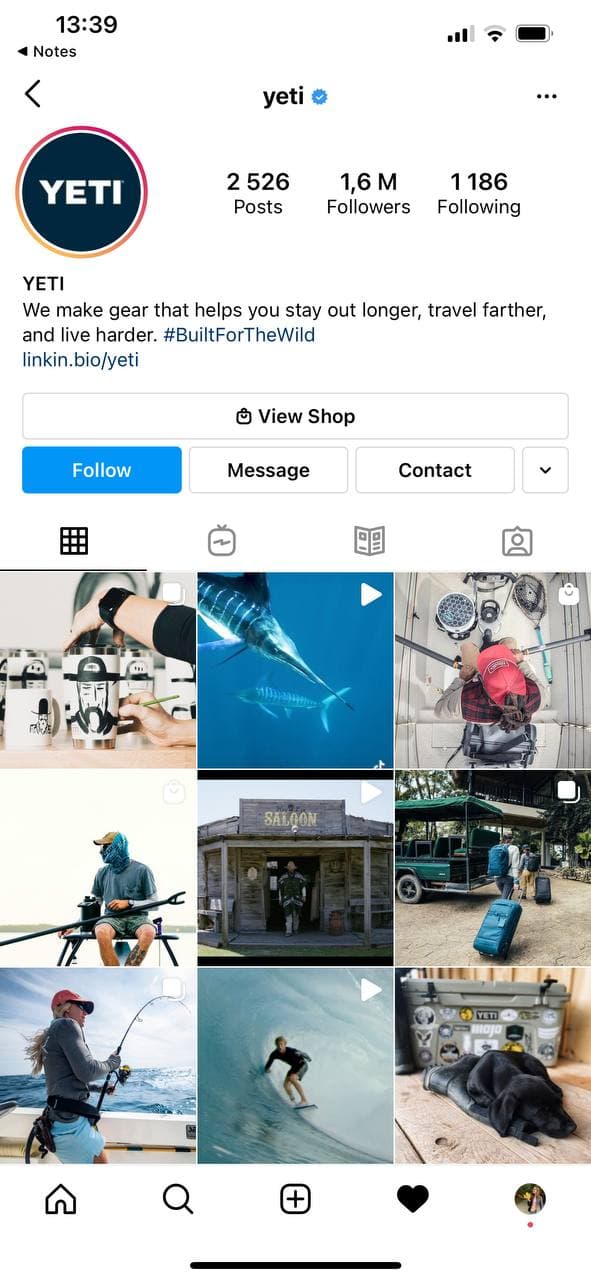 13:39
Notes
yeti
YETI
2 526
Posts
1,6 M
Followers
1 186
Following
YETI
We make gear that helps you stay out longer, travel farther,
and live harder. #BuiltForTheWild
linkin.bio/yeti
View Shop
Follow
Message
Contact
SALOON
YETI
MOJO